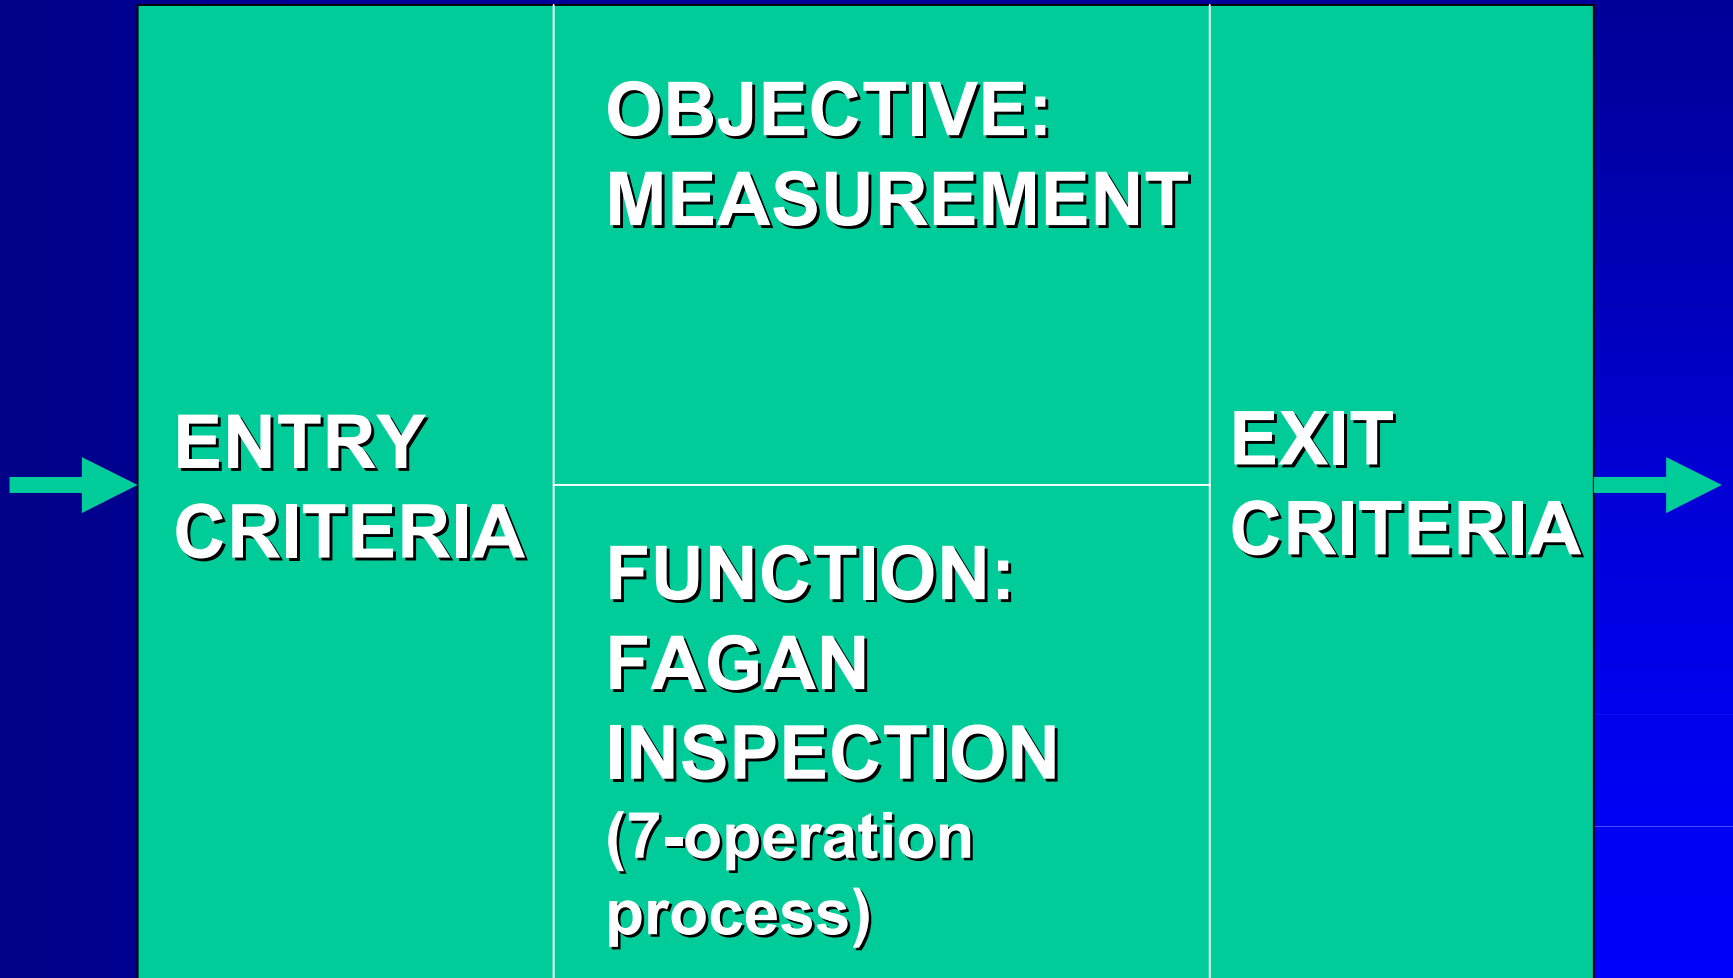 ENTRY
CRITERIA
OBJECTIVE:
MEASUREMENT
FUNCTION:
FAGAN
INSPECTION
(7-operation
process)
EXIT
CRITERIA